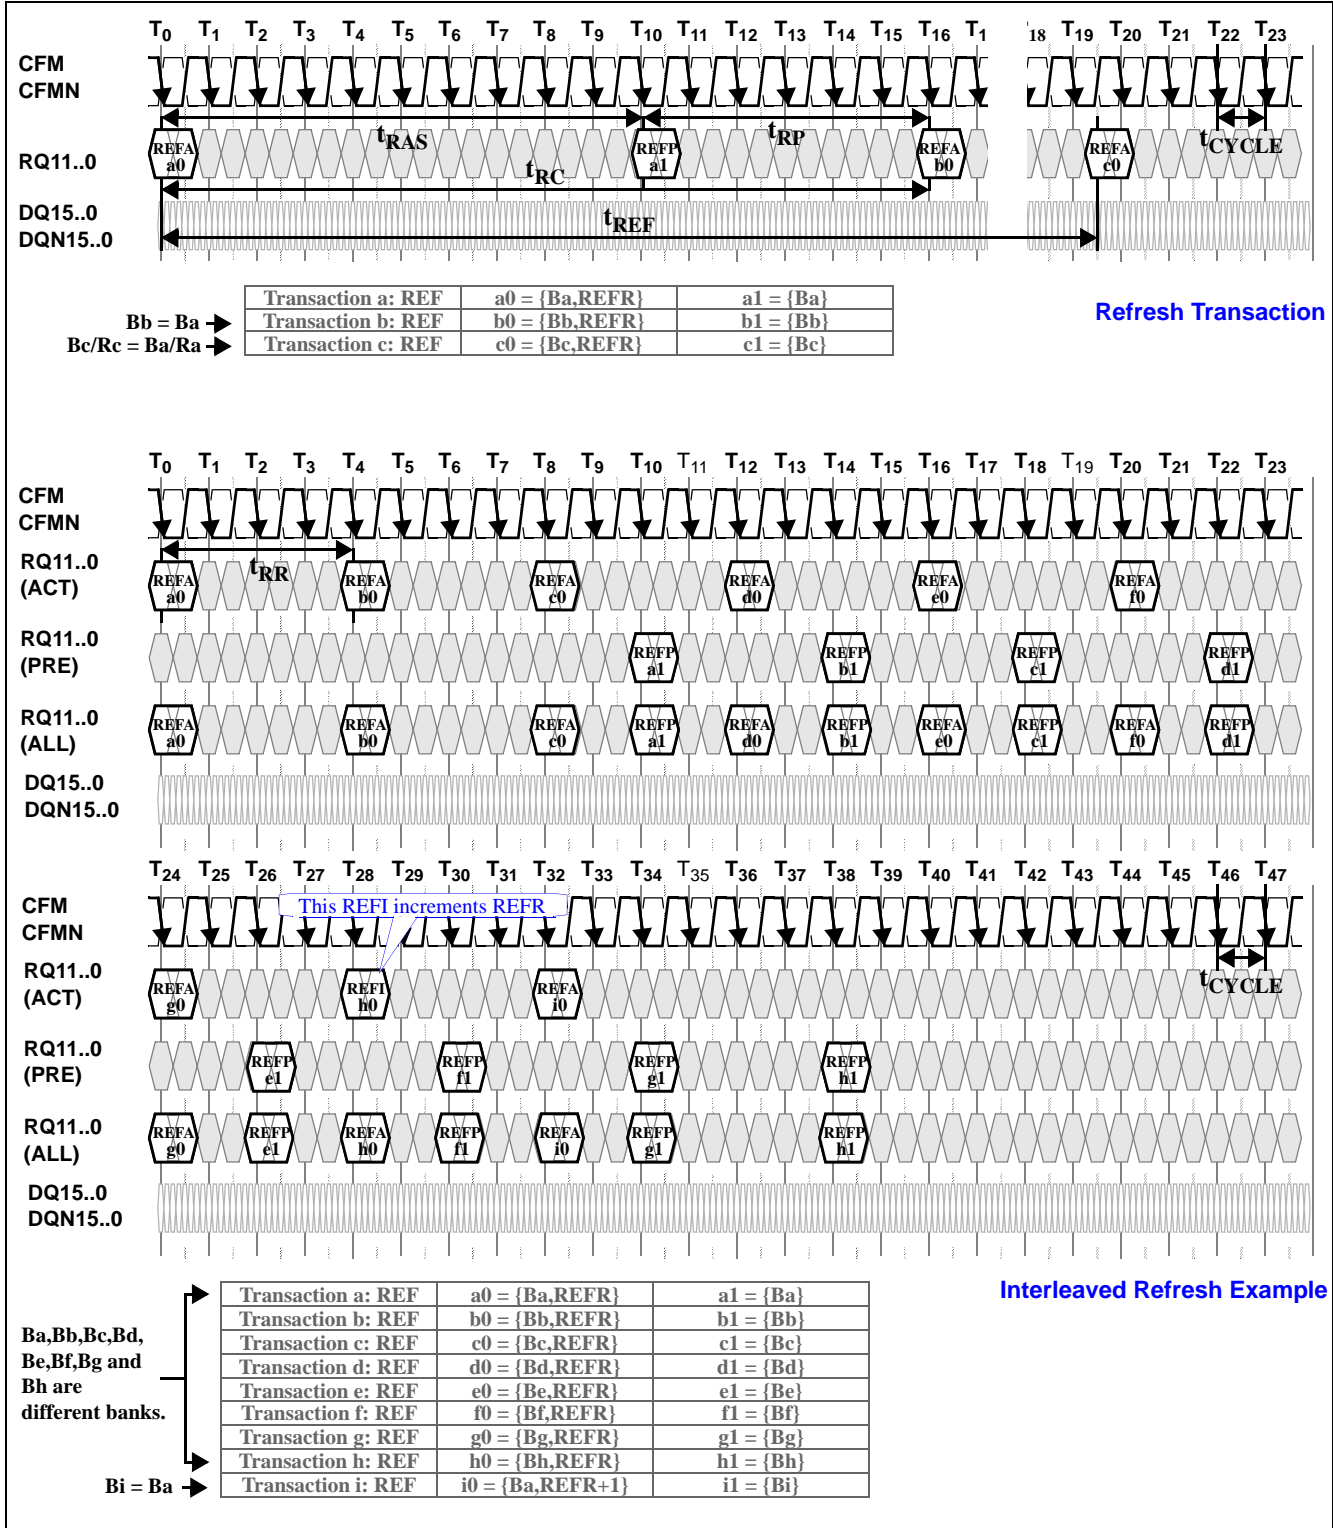 T0 T1 T2 T3 T4 T5 T6 T7 T8 T9 T10 T11 T12 T13 T14 T15 T16 T1 18 T19 T20 T21 T22 T23
CFM
CFMN
tRAS tRP tCYCLE
RQ11..0
REFA a0 REFP a1 REFA b0 REFA c0
tRC
DQ15..0
DQN15..0
tREF
Transaction a: REF a0 = {Ba,REFR} a1 = {Ba}
Bb = Ba Transaction b: REF b0 = {Bb,REFR} b1 = {Bb}
Bc/Rc = Ba/Ra Transaction c: REF c0 = {Bc,REFR} c1 = {Bc}
Refresh Transaction
T0 T1 T2 T3 T4 T5 T6 T7 T8 T9 T10 T11 T12 T13 T14 T15 T16 T17 T18 T19 T20 T21 T22 T23
CFM
CFMN
tRR
RQ11..0
(ACT)
REFA a0 REFA b0 REFA c0 REFA d0 REFA e0 REFA f0
RQ11..0
(PRE)
REFP a1 REFP b1 REFP c1 REFP d1
RQ11..0
(ALL)
REFA a0 REFA b0 REFA c0 REFP a1 REFA d0 REFP b1 REFA e0 REFP c1 REFA f0 REFP d1
DQ15..0
DQN15..0
T24 T25 T26 T27 T28 T29 T30 T31 T32 T33 T34 T35 T36 T37 T38 T39 T40 T41 T42 T43 T44 T45 T46 T47
CFM
CFMN
This REFI increments REFR
RQ11..0
(ACT)
REFA g0 REFI h0 REFA i0
tCYCLE
RQ11..0
(PRE)
REFP e1 REFP f1 REFP g1 REFP h1
RQ11..0
(ALL)
REFA g0 REFP e1 REFA h0 REFP f1 REFA i0 REFP g1 REFP h1
DQ15..0
DQN15..0
Interleaved Refresh Example
Ba,Bb,Bc,Bd,
Be,Bf,Bg and
Bh are
different banks.
Transaction a: REF a0 = {Ba,REFR} a1 = {Ba}
Transaction b: REF b0 = {Bb,REFR} b1 = {Bb}
Transaction c: REF c0 = {Bc,REFR} c1 = {Bc}
Transaction d: REF d0 = {Bd,REFR} d1 = {Bd}
Transaction e: REF e0 = {Be,REFR} e1 = {Be}
Transaction f: REF f0 = {Bf,REFR} f1 = {Bf}
Transaction g: REF g0 = {Bg,REFR} g1 = {Bg}
Transaction h: REF h0 = {Bh,REFR} h1 = {Bh}
Bi = Ba Transaction i: REF i0 = {Ba,REFR+1} i1 = {Bi}